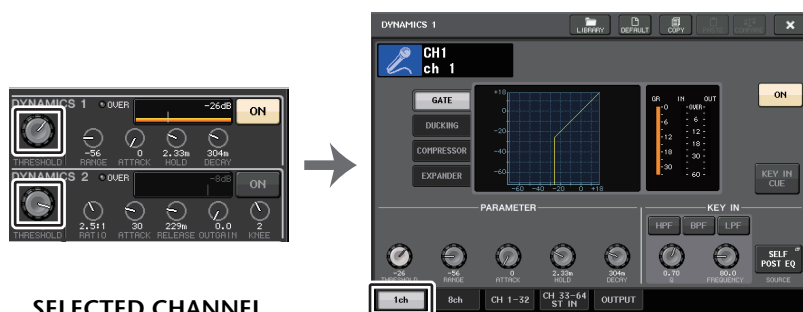 DYNAMICS 1 OVER -26dB ON
-56 0 2.33m 304m
THRESHOLD RANGE ATTACK HOLD DECAY
DYNAMICS 2 OVER -8dB ON
2.5:1 30 229m 0.0 2
THRESHOLD RATIO ATTACK RELEASE OUTGAIN KNEE
SELECTED CHANNEL
DYNAMICS 1 LIBRARY DEFAULT COPY PASTE COMPARE
CH1
ch 1
GATE
DUCKING
COMPRESSOR
EXPANDER
+18
0
-20
-40
-60
-60 -40 -20 0 +18
GR IN OUT
-0 -OVER-
-6 - 6 -
-12 - 12 -
-18 - 18 -
-30 - 30 -
- 60 -
ON
KEY IN
CUE
PARAMETER
KEY IN
HPF BPF LPF
-26 -56 0 2.33m 304m 0.70 80.0
THRESHOLD RANGE ATTACK HOLD DECAY Q FREQUENCY
SELF
POST EQ
SOURCE
1ch 8ch CH 1-32 CH 33-64
ST IN OUTPUT